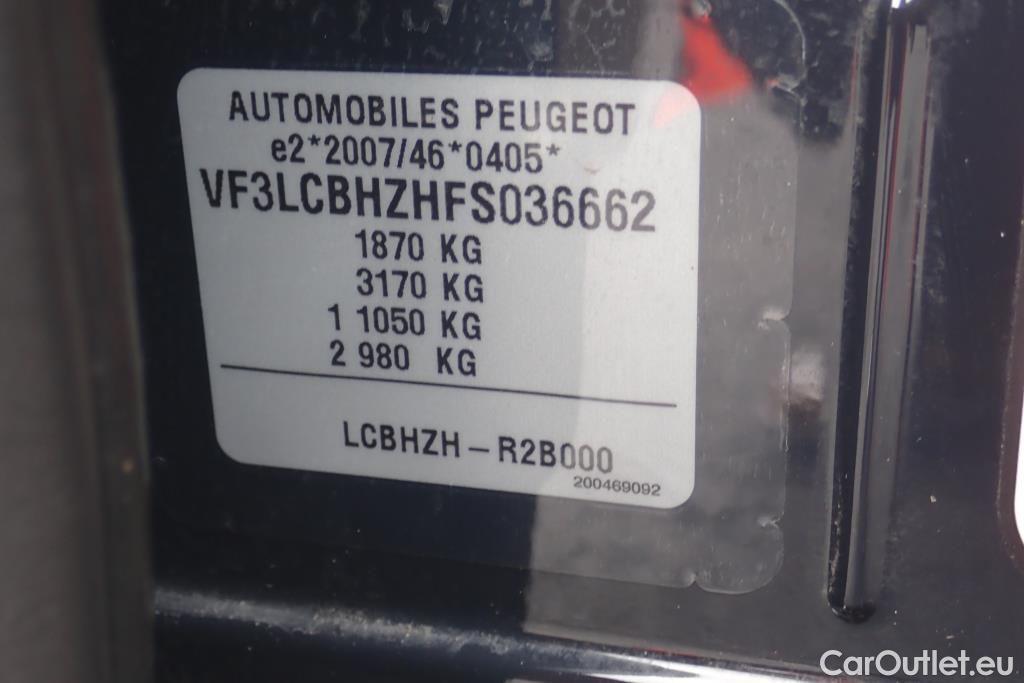 AUTOMOBILES PEUGEOT
e2*2007/46*0405*
VF3LCBHZHFS036662
1870 KG
3170 KG
1 1050 KG
2 980 KG
LCBHZH - R2B000
200469092
CarOutlet.eu